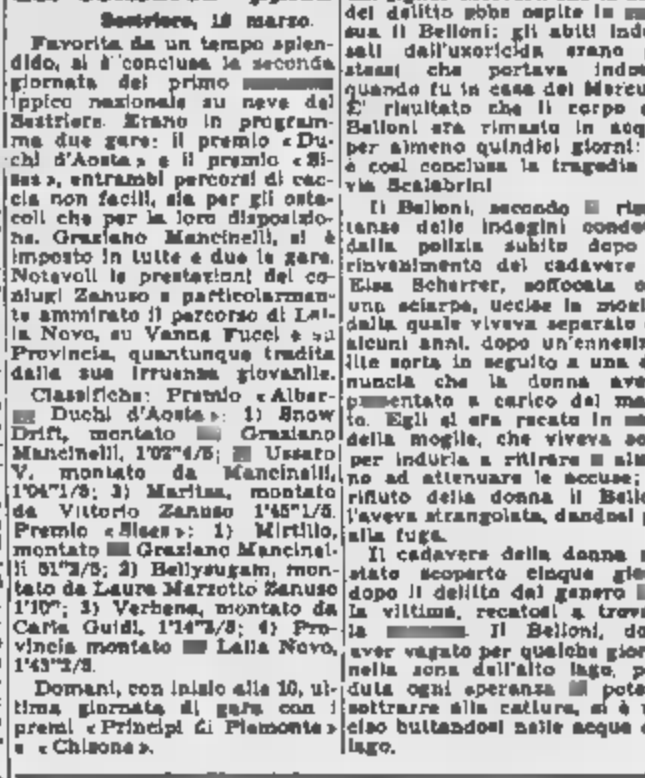 Sestriere, 18 marzo.
Favorita da un tempo splen-
dido, si è conclusa la seconda
giornata del primo
ippico nazionale su neve del
Sestriere. Erano in program-
ma due gare: il premio «Du-
chi d'Aosta» e il premio «Si-
ses», entrambi percorsi di cac-
cia non facili, sia per gli osta-
coli che per la loro disposizio-
ne. Graziano Mancinelli, si è
imposto in tutte e due le gare.
Notevoli le prestazioni dei co-
niugi Zanuso e particolarmen-
te ammirato il percorso di Lal-
la Novo, su Vanna Fucci e su
Provincia, quantunque tradita
dalla sua irruenza giovanile.
Classifiche: Premio «Alber-
Duchi d'Aosta»: 1) Snow
Drift, montato Graziano
Mancinelli, 1'02"4/5; Ussaro
V. montato da Mancinelli,
1'04"1/5; 3) Maritza, montato
da Vittorio Zanuso 1'45"1/5.
Premio «Sises»: 1) Mirtillo,
montato Graziano Mancinel-
li 51"2/5; 2) Bellysugam, mon-
tato da Laura Marzotto Zanuso
1'10"; 3) Verbena, montato da
Carla Guidi, 1'14"2/5; 4) Pro-
vincia montato Lalla Novo,
1'43"2/5.
Domani, con inizio alle 10, ul-
tima giornata di gara con i
premi «Principi di Piemonte»
e «Chisone».
del delitto ebbe ospite in
sua il Belloni: gli abiti indo
sati dall'uxoricida erano
stessi che portava indos
quando fu in casa del Mercu
E' risultato che il corpo
Belloni era rimasto in acq
per almeno quindici giorni:
è così conclusa la tragedia
via Scalabrini
Il Belloni, secondo risul
tanze delle indagini condo
dalla polizia subito dopo
rinvenimento del cadavere
Elsa Scherrer, soffocata
una sciarpa, uccise la mogl
dalla quale viveva separato
alcuni anni, dopo un'ennesi
lite sorta in seguito a una
nuncia che la donna ave
presentato a carico del ma
to. Egli si era recato in
della moglie, che viveva so
per indurla a ritirare al
no ad attenuare le accuse;
rifiuto della donna il Bello
l'aveva strangolata, dandosi
alla fuga.
Il cadavere della donna
stato scoperto cinque gio
dopo il delitto dal genero
la vittima, recatosi a trova
la Il Belloni, do
aver vagato per qualche gior
nella zona dell'alto lago, p
duta ogni speranza pote
sottrarre alla cattura, si è
ciso buttandosi nelle acque
lago.